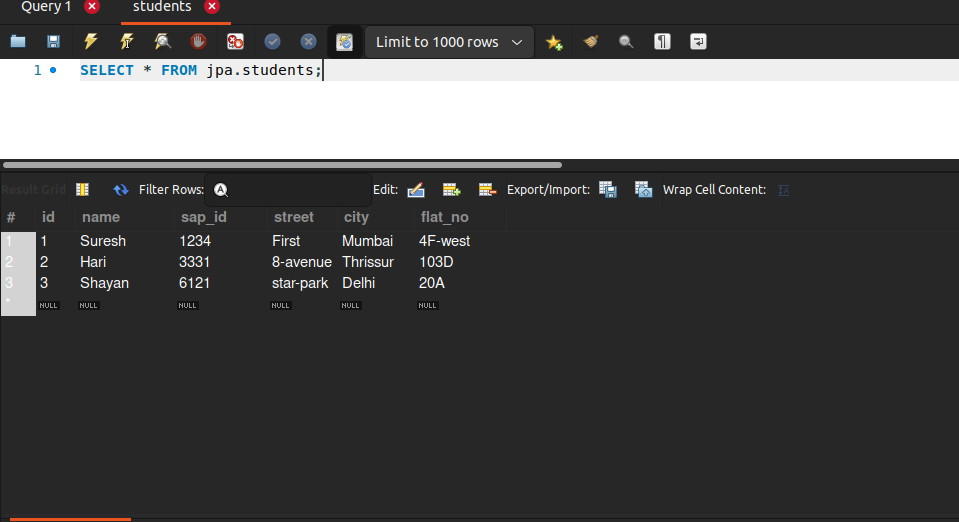 Query 1 students
Limit to 1000 rows
1 SELECT * FROM jpa.students;
Result Grid Filter Rows: Edit: Export/Import: Wrap Cell Content:
# id name sap_id street city flat_no
1 1 Suresh 1234 First Mumbai 4F-west
2 2 Hari 3331 8-avenue Thrissur 103D
3 3 Shayan 6121 star-park Delhi 20A
* NULL NULL NULL NULL NULL NULL